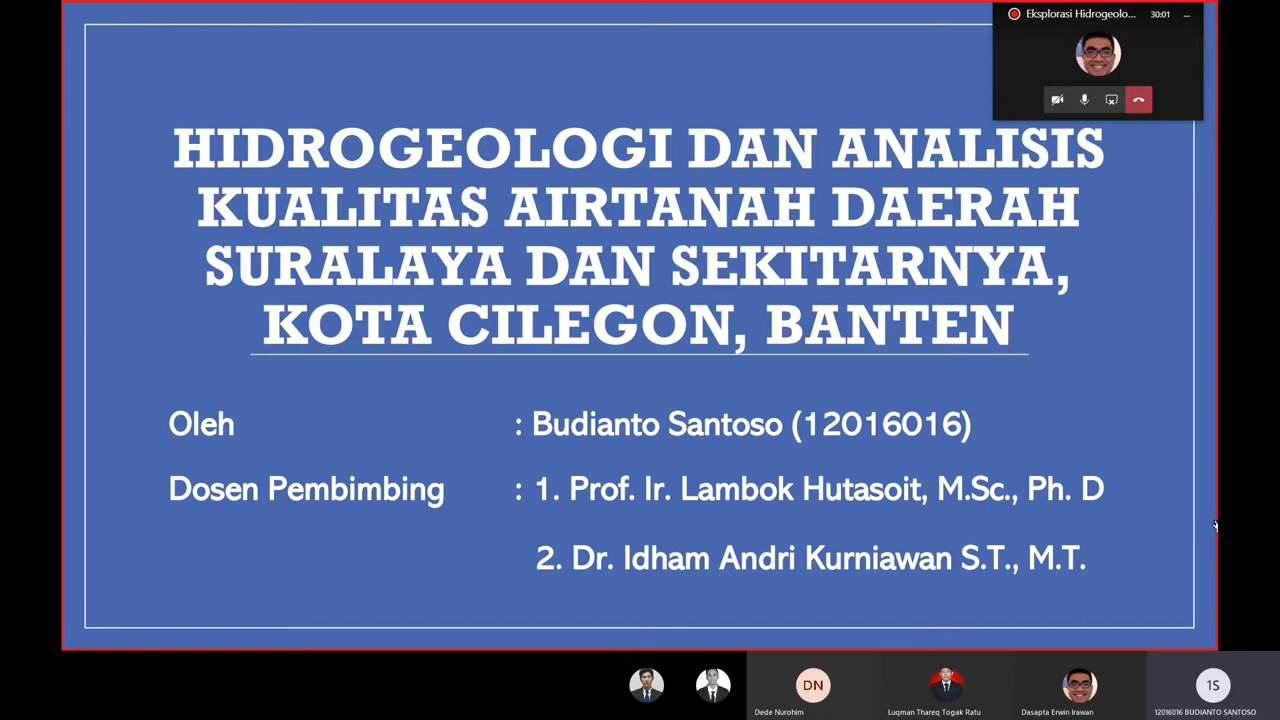 Eksplorasi Hidrogeolo...
30:01
HIDROGEOLOGI DAN ANALISIS
KUALITAS AIRTANAH DAERAH
SURALAYA DAN SEKITARNYA,
KOTA CILEGON, BANTEN
Oleh : Budianto Santoso (12016016)
Dosen Pembimbing : 1. Prof. Ir. Lambok Hutasoit, M.Sc., Ph. D
2. Dr. Idham Andri Kurniawan S.T., M.T.
DN
1S
Dede Nurohim
Luqman Thareq Togak Ratu
Dasapta Erwin Irawan
12016016 BUDIANTO SANTOSO